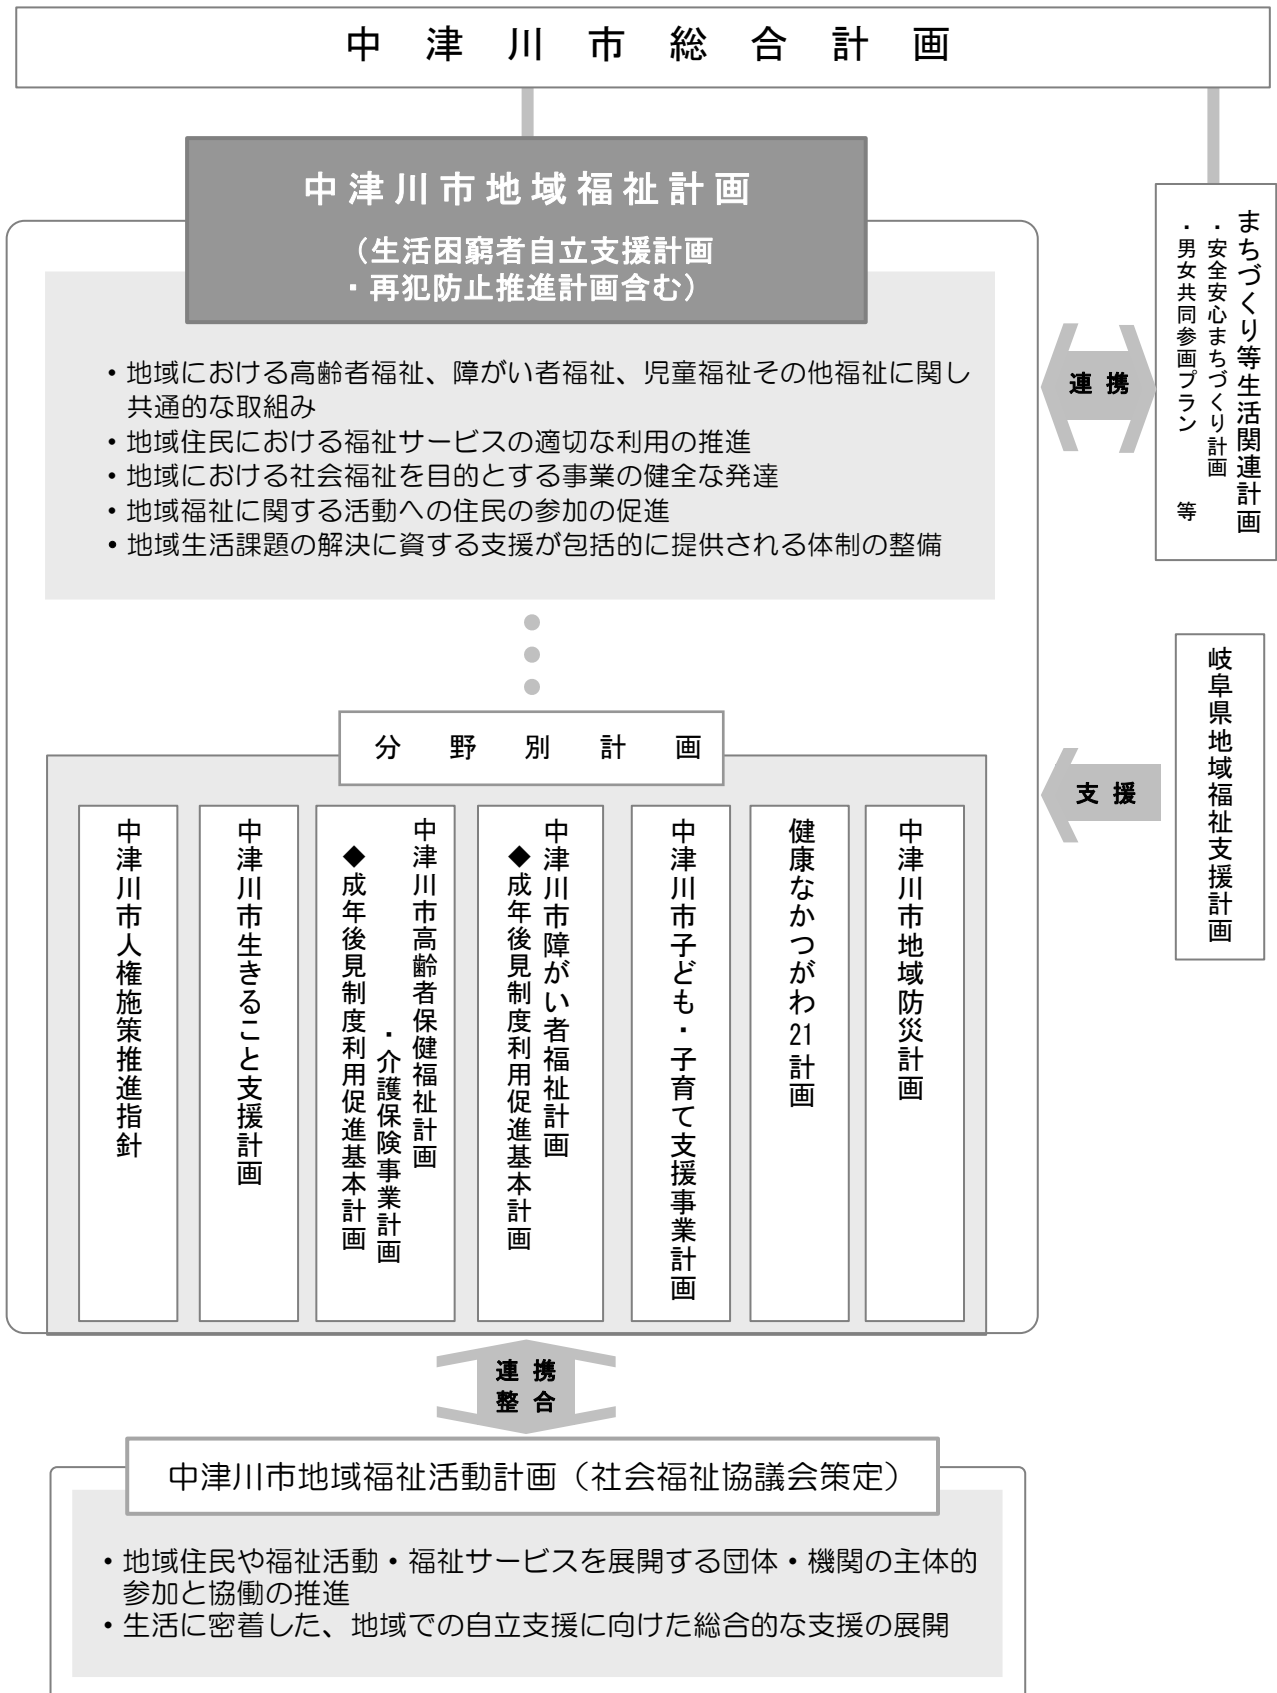 中津川市総合計画
中津川市地域福祉計画
（生活困窮者自立支援計画
・再犯防止推進計画含む）
・地域における高齢者福祉、障がい者福祉、児童福祉その他福祉に関し
共通的な取組み
・地域住民における福祉サービスの適切な利用の推進
・地域における社会福祉を目的とする事業の健全な発達
・地域福祉に関する活動への住民の参加の促進
・地域生活課題の解決に資する支援が包括的に提供される体制の整備
連携
まちづくり等生活関連計画
・安全安心まちづくり計画
・男女共同参画プラン　等
岐阜県地域福祉支援計画
支援
分野別計画
中津川市人権施策推進指針
中津川市生きること支援計画
中津川市高齢者保健福祉計画
・介護保険事業計画
◆成年後見制度利用促進基本計画
中津川市障がい者福祉計画
◆成年後見制度利用促進基本計画
中津川市子ども・子育て支援事業計画
健康なかつがわ21計画
中津川市地域防災計画
連携
整合
中津川市地域福祉活動計画（社会福祉協議会策定）
・地域住民や福祉活動・福祉サービスを展開する団体・機関の主体的
参加と協働の推進
・生活に密着した、地域での自立支援に向けた総合的な支援の展開